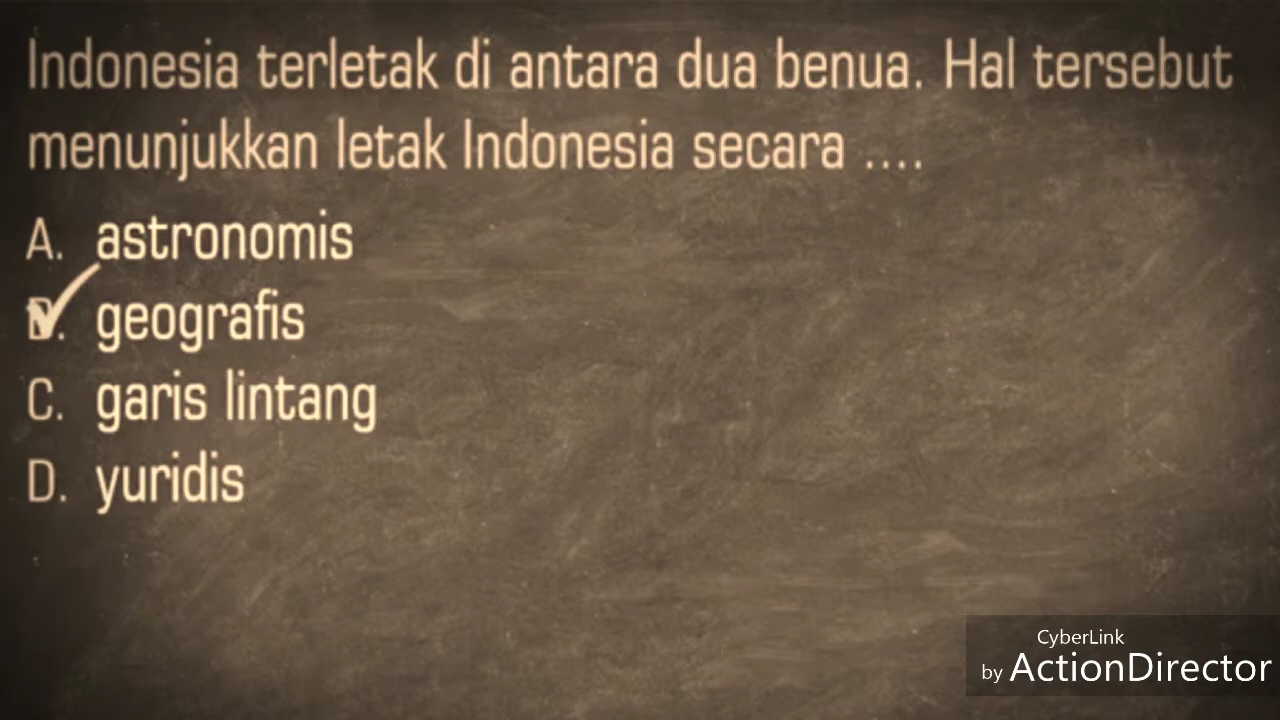 Indonesia terletak di antara dua benua. Hal tersebut
menunjukkan letak Indonesia secara ....
A. astronomis
B. geografis
C. garis lintang
D. yuridis
CyberLink
by ActionDirector